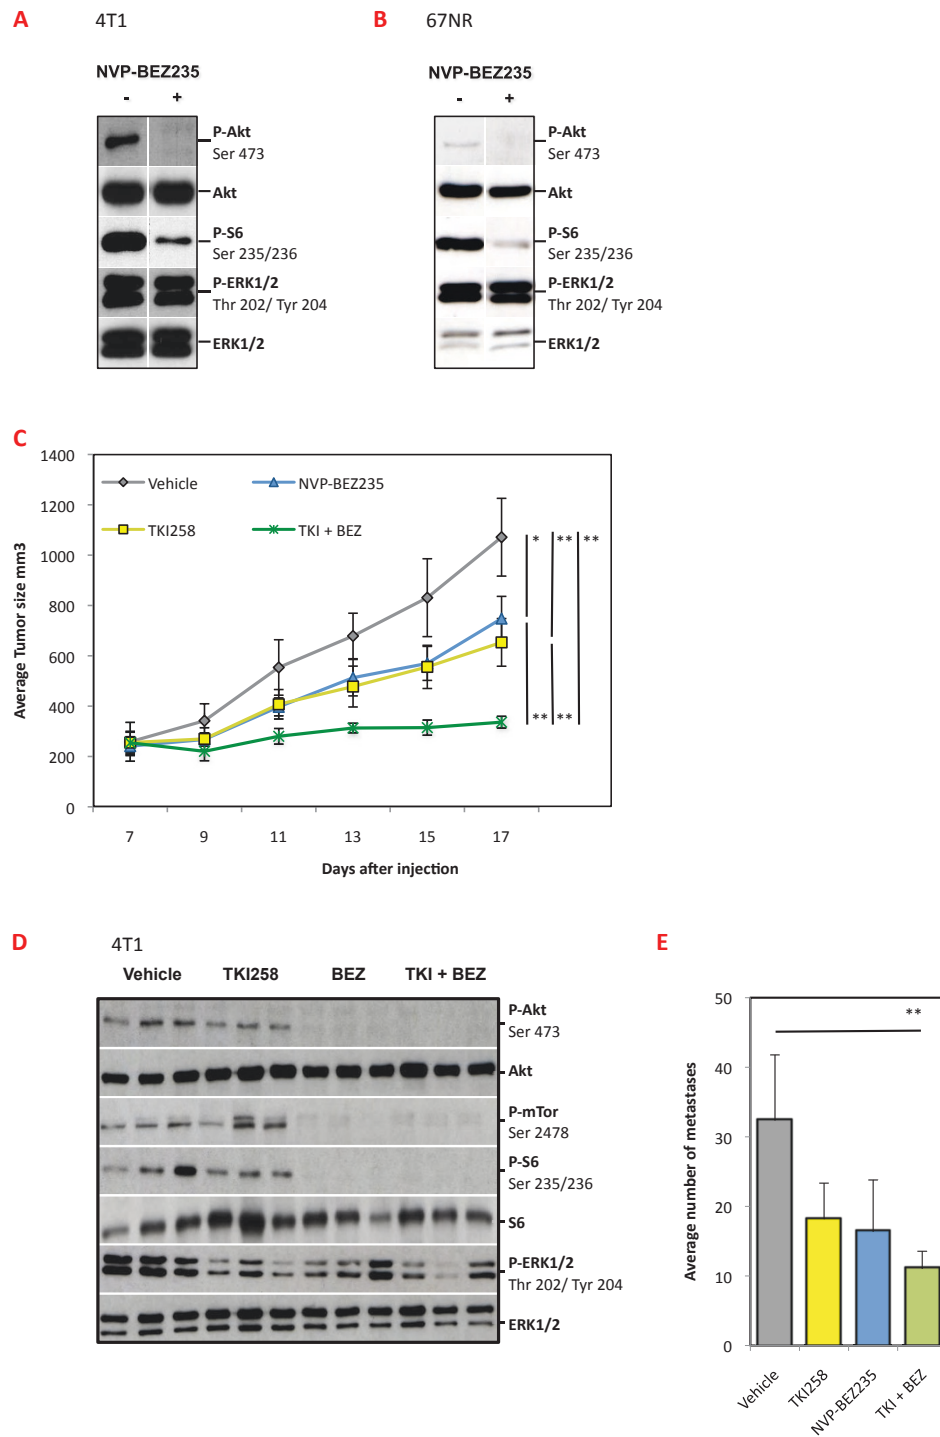 A 4T1
NVP-BEZ235
- +
P-Akt
Ser 473
Akt
P-S6
Ser 235/236
P-ERK1/2
Thr 202/ Tyr 204
ERK1/2
B 67NR
NVP-BEZ235
- +
P-Akt
Ser 473
Akt
P-S6
Ser 235/236
P-ERK1/2
Thr 202/ Tyr 204
ERK1/2
C
Average Tumor size mm3
1400
1200
1000
800
600
400
200
0
Vehicle NVP-BEZ235
TKI258 TKI + BEZ
* ** **
** **
7 9 11 13 15 17
Days after injection
D 4T1
Vehicle TKI258 BEZ TKI + BEZ
P-Akt
Ser 473
Akt
P-mTor
Ser 2478
P-S6
Ser 235/236
S6
P-ERK1/2
Thr 202/ Tyr 204
ERK1/2
E
Average number of metastases
50
40
30
20
10
0
**
Vehicle TKI258 NVP-BEZ235 TKI + BEZ